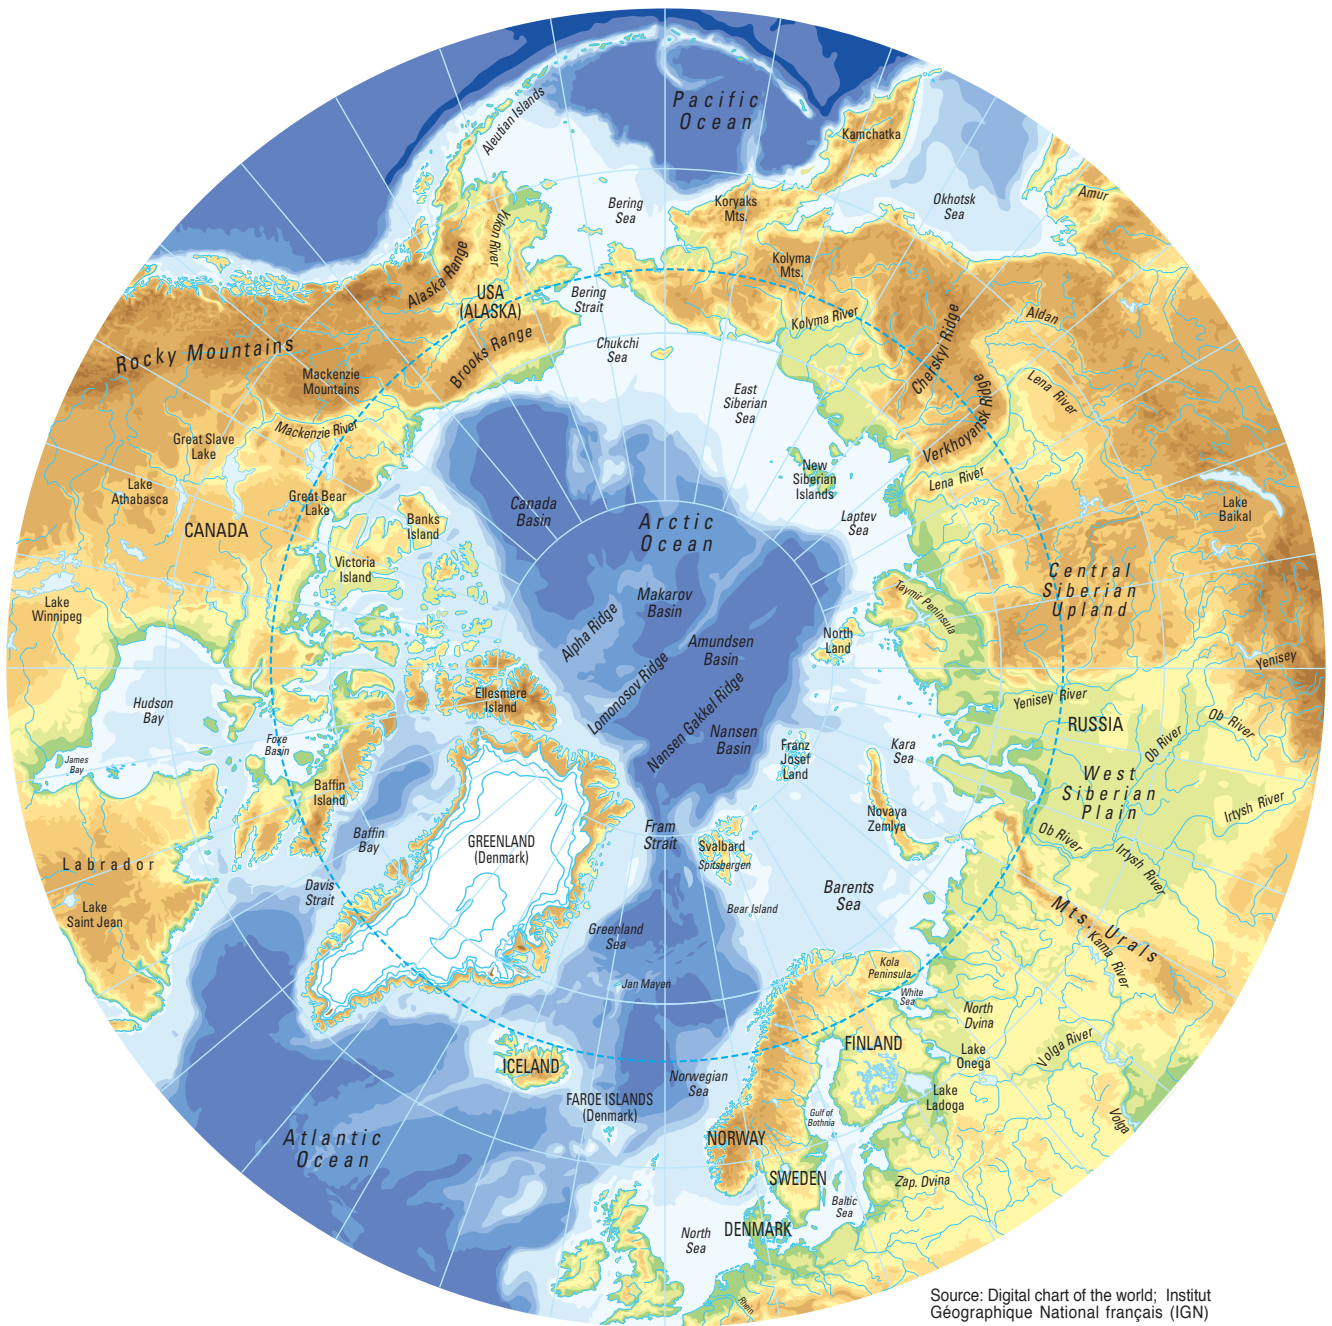 Pacific
Ocean
Aleutian Islands
Kamchatka
Bering
Sea
Koryaks
Mts.
Okhotsk
Sea
Amur
Yukon River
Alaska Range
USA
(ALASKA)
Kolyma
Mts.
Bering
Strait
Kolyma River
Aldan
Rocky Mountains
Brooks Range
Chukchi
Sea
Cherskyi Ridge
Mackenzie
Mountains
East
Siberian
Sea
Verkhoyansk Ridge
Lena River
Mackenzie River
Great Slave
Lake
New
Siberian
Islands
Lena River
Lake
Athabasca
Great Bear
Lake
Canada
Basin
Lake
Baikal
CANADA
Banks
Island
Arctic
Ocean
Laptev
Sea
Victoria
Island
Central
Siberian
Upland
Lake
Winnipeg
Makarov
Basin
Alpha Ridge
Taymir Peninsula
Amundsen
Basin
North
Land
Yenisey
Ellesmere
Island
Lomonosov Ridge
Yenisey River
Hudson
Bay
Nansen Gakkel Ridge
RUSSIA
Ob River
Foxe
Basin
Nansen
Basin
Franz
Josef
Land
Kara
Sea
Ob River
James
Bay
West
Siberian
Plain
Baffin
Island
Novaya
Zemlya
Irtysh River
Baffin
Bay
GREENLAND
(Denmark)
Fram
Strait
Svalbard
Spitsbergen
Ob River
Irtysh River
Labrador
Davis
Strait
Barents
Sea
Lake
Saint Jean
Bear Island
Mts. Urals
Greenland
Sea
Kama River
Kola
Peninsula
Jan Mayen
White
Sea
North
Dvina
ICELAND
FINLAND
Lake
Onega
Volga River
Norwegian
Sea
FAROE ISLANDS
(Denmark)
Lake
Ladoga
Gulf of
Bothnia
Volga
Atlantic
Ocean
NORWAY
SWEDEN
Zap. Dvina
Baltic
Sea
North
Sea
DENMARK
Rhein
Source: Digital chart of the world; Institut
Géographique National français (IGN)